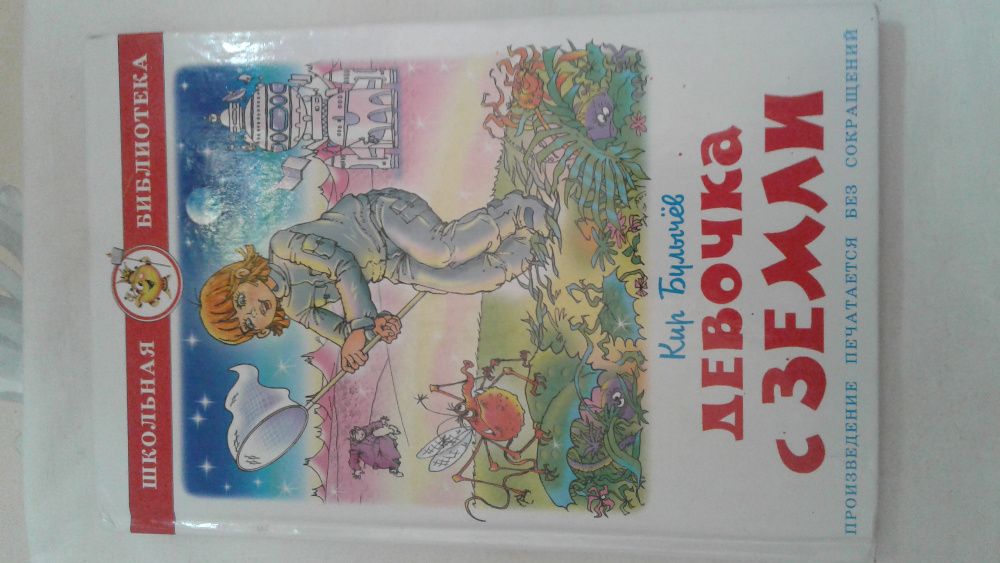 ШКОЛЬНАЯ БИБЛИОТЕКА
Кир Булычёв
ДЕВОЧКА
С ЗЕМЛИ
ПРОИЗВЕДЕНИЕ ПЕЧАТАЕТСЯ БЕЗ СОКРАЩЕНИЙ